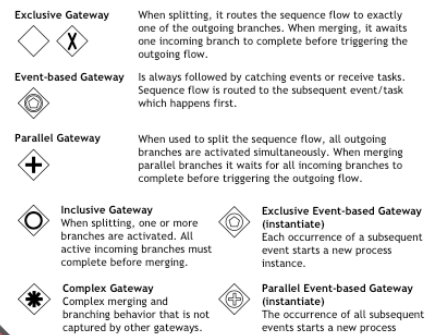 Exclusive Gateway
When splitting, it routes the sequence flow to exactly
one of the outgoing branches. When merging, it awaits
one incoming branch to complete before triggering the
outgoing flow.
Event-based Gateway
Is always followed by catching events or receive tasks.
Sequence flow is routed to the subsequent event/task
which happens first.
Parallel Gateway
When used to split the sequence flow, all outgoing
branches are activated simultaneously. When merging
parallel branches it waits for all incoming branches to
complete before triggering the outgoing flow.
Inclusive Gateway
When splitting, one or more
branches are activated. All
active incoming branches must
complete before merging.
Exclusive Event-based Gateway
(instantiate)
Each occurrence of a subsequent
event starts a new process
instance.
Complex Gateway
Complex merging and
branching behavior that is not
captured by other gateways.
Parallel Event-based Gateway
(instantiate)
The occurrence of all subsequent
events starts a new process